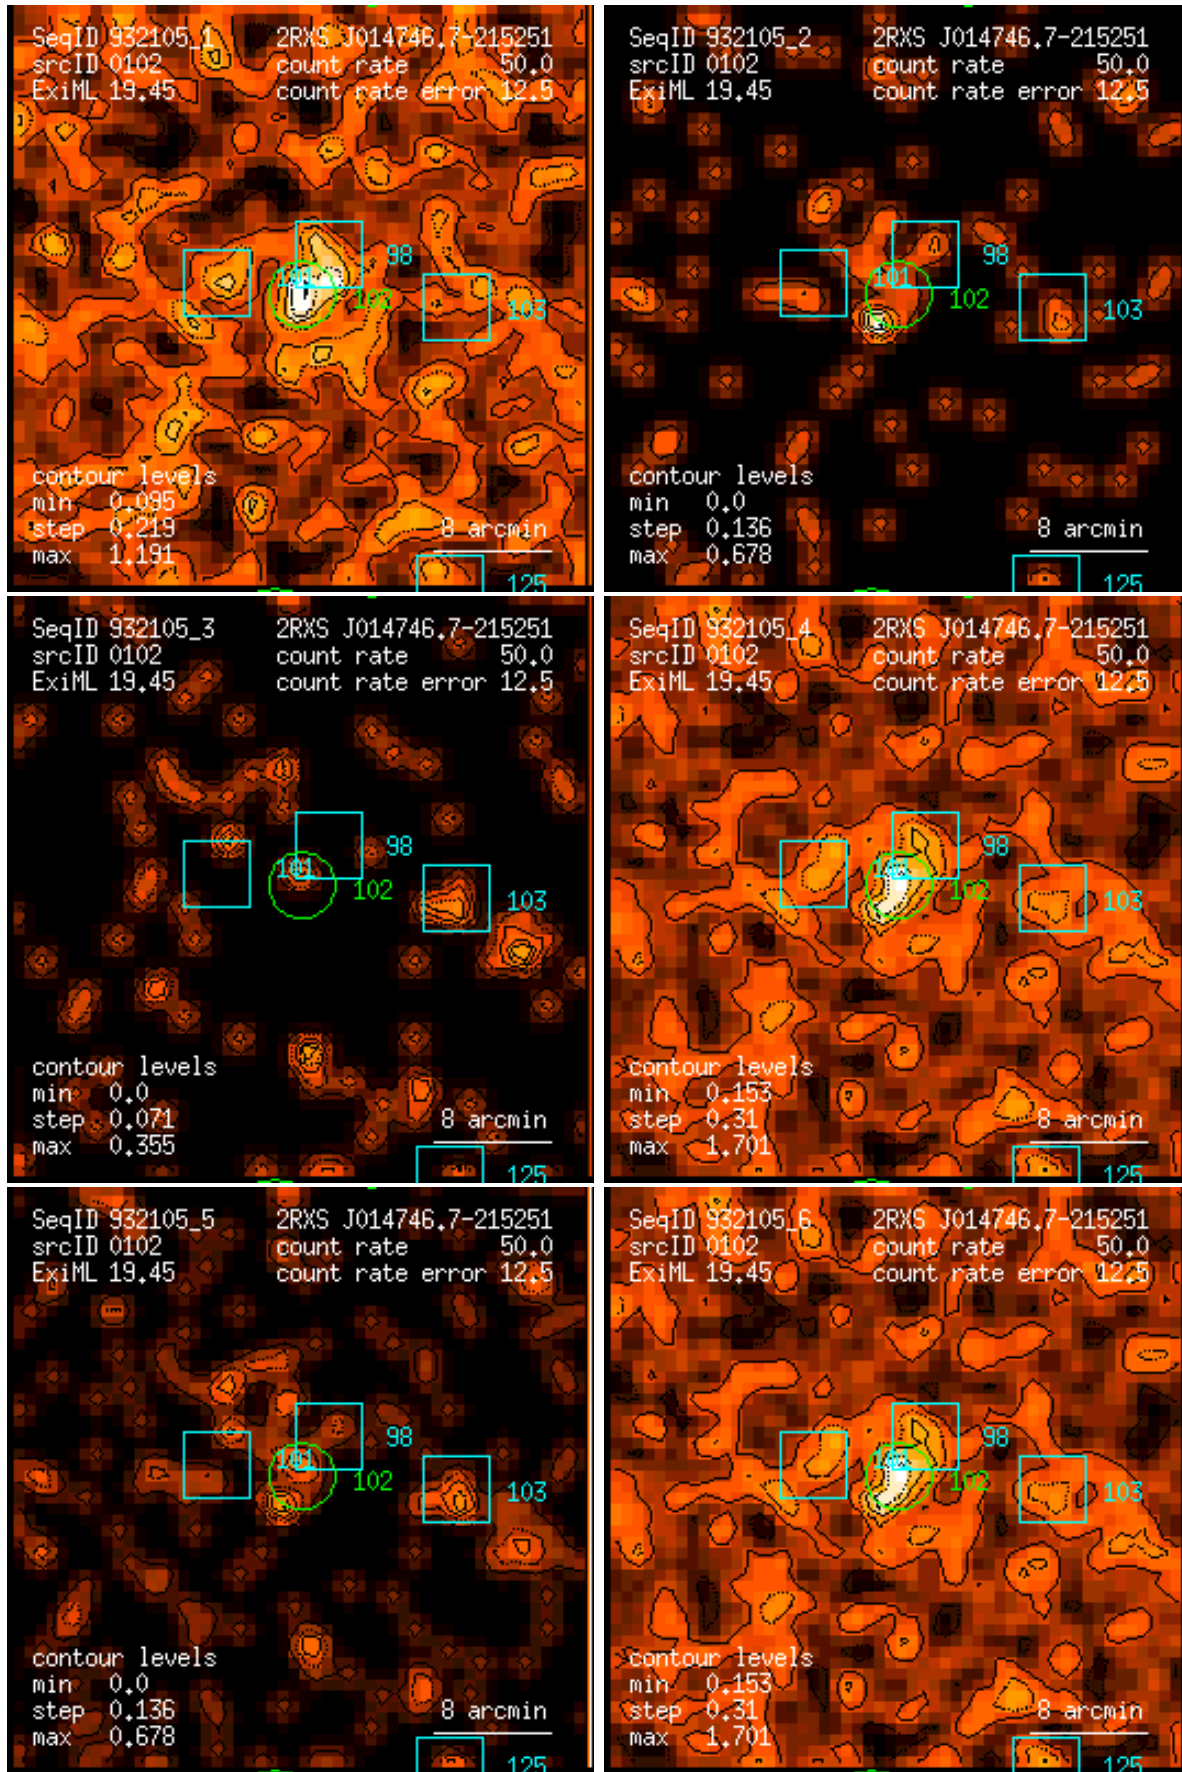 SeqID 932105_1 2RXS J014746.7-215251
srcID 0102 count rate 50.0
ExiML 19.45 count rate error 12.5
98
101
102
103
contour levels
min 0.095
step 0.219
max 1.191
8 arcmin
125
SeqID 932105_2 2RXS J014746.7-215251
srcID 0102 count rate 50.0
ExiML 19.45 count rate error 12.5
98
101
102
103
contour levels
min 0.0
step 0.136
max 0.678
8 arcmin
125
SeqID 932105_3 2RXS J014746.7-215251
srcID 0102 count rate 50.0
ExiML 19.45 count rate error 12.5
98
101
102
103
contour levels
min 0.0
step 0.071
max 0.355
8 arcmin
125
SeqID 932105_4 2RXS J014746.7-215251
srcID 0102 count rate 50.0
ExiML 19.45 count rate error 12.5
98
101
102
103
contour levels
min 0.153
step 0.31
max 1.701
8 arcmin
125
SeqID 932105_5 2RXS J014746.7-215251
srcID 0102 count rate 50.0
ExiML 19.45 count rate error 12.5
98
101
102
103
contour levels
min 0.0
step 0.136
max 0.678
8 arcmin
125
SeqID 932105_6 2RXS J014746.7-215251
srcID 0102 count rate 50.0
ExiML 19.45 count rate error 12.5
98
101
102
103
contour levels
min 0.153
step 0.31
max 1.701
8 arcmin
125